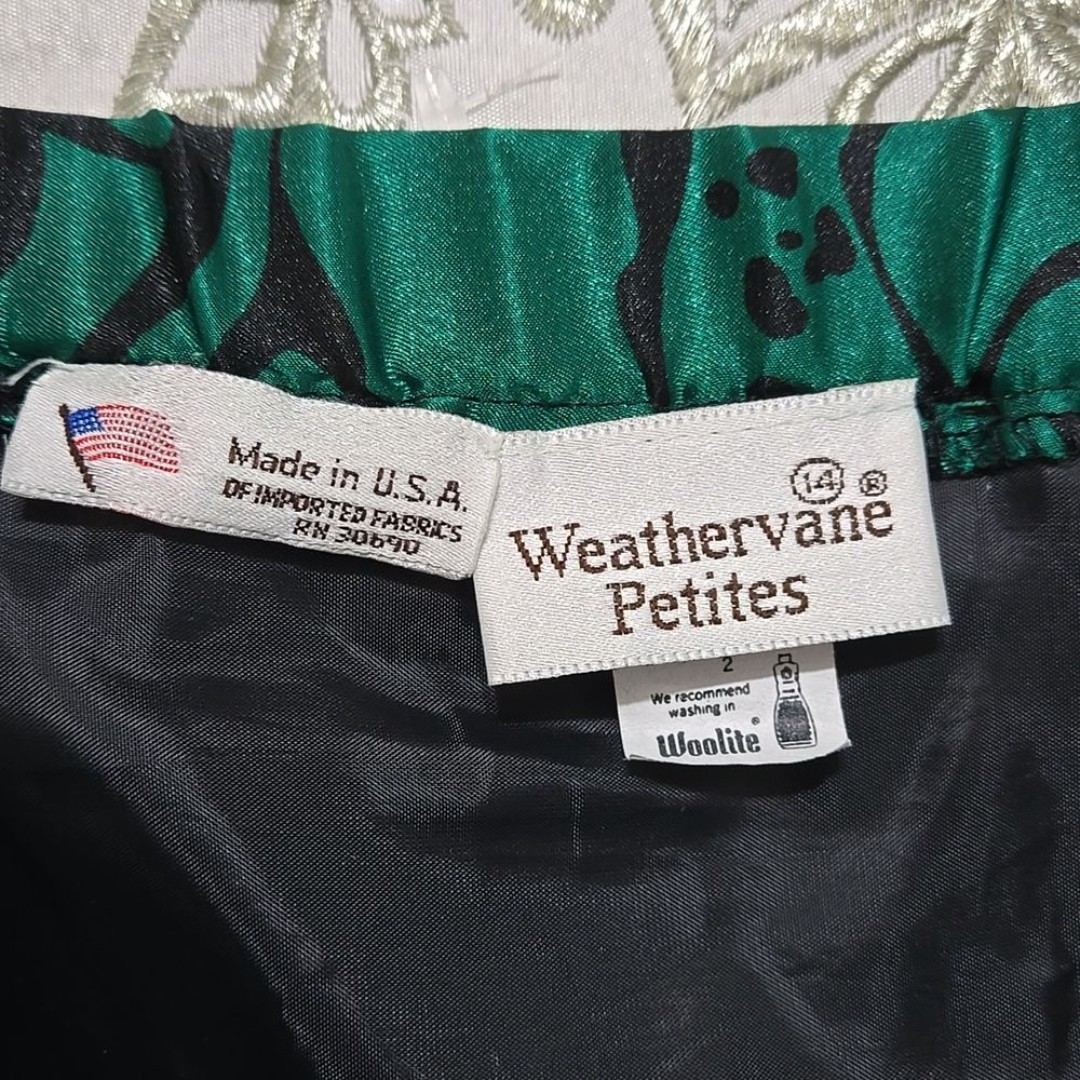 Made in U.S.A.
OF IMPORTED FABRICS
RN 30690
14 ®
Weathervane
Petites
2
We recommend
washing in
Woolite®